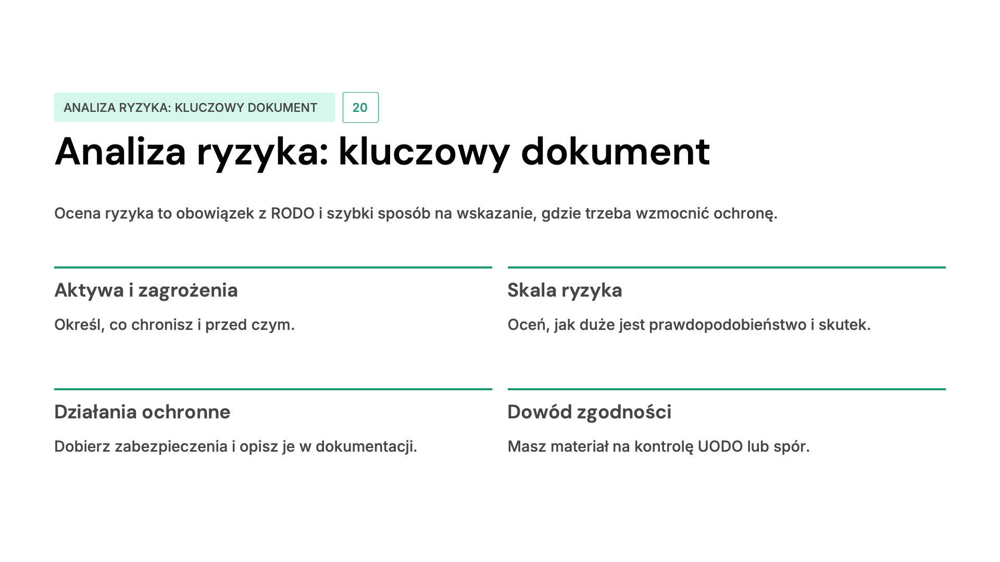 ANALIZA RYZYKA: KLUCZOWY DOKUMENT
20
Analiza ryzyka: kluczowy dokument
Ocena ryzyka to obowiązek z RODO i szybki sposób na wskazanie, gdzie trzeba wzmocnić ochronę.
Aktywa i zagrożenia
Określ, co chronisz i przed czym.
Skala ryzyka
Oceń, jak duże jest prawdopodobieństwo i skutek.
Działania ochronne
Dobierz zabezpieczenia i opisz je w dokumentacji.
Dowód zgodności
Masz materiał na kontrolę UODO lub spór.